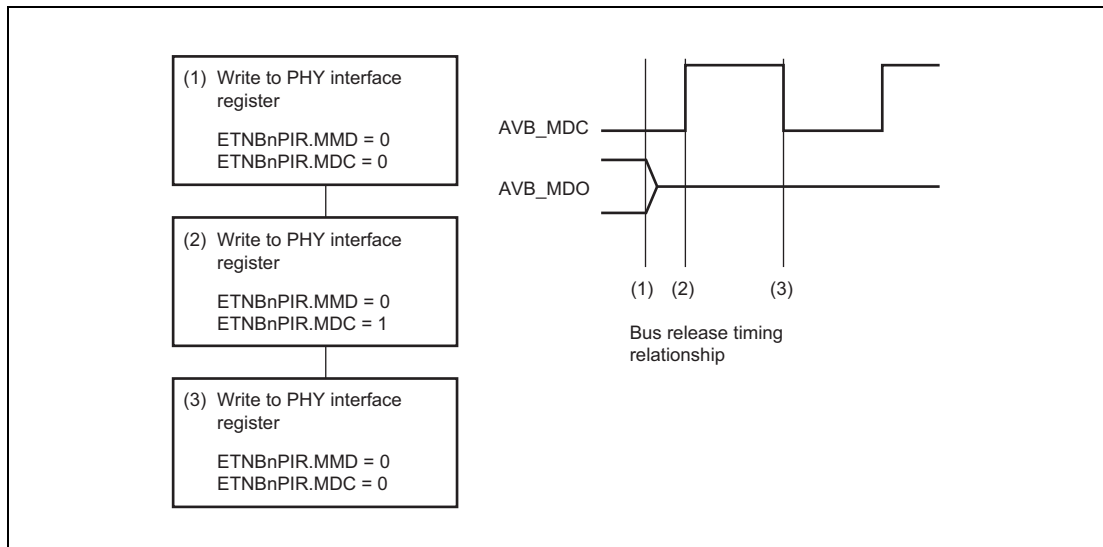 (1) Write to PHY interface
register
ETNBnPIR.MMD = 0
ETNBnPIR.MDC = 0
(2) Write to PHY interface
register
ETNBnPIR.MMD = 0
ETNBnPIR.MDC = 1
(3) Write to PHY interface
register
ETNBnPIR.MMD = 0
ETNBnPIR.MDC = 0
AVB_MDC
AVB_MDO
(1) (2) (3)
Bus release timing
relationship